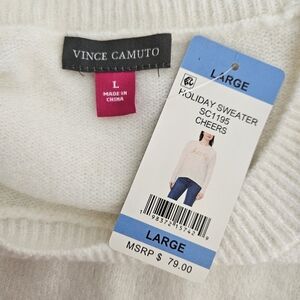 VINCE CAMUTO
L
MADE IN
CHINA
LARGE
HOLIDAY SWEATER
SC1195
CHEERS
LARGE
MSRP $ 79.00